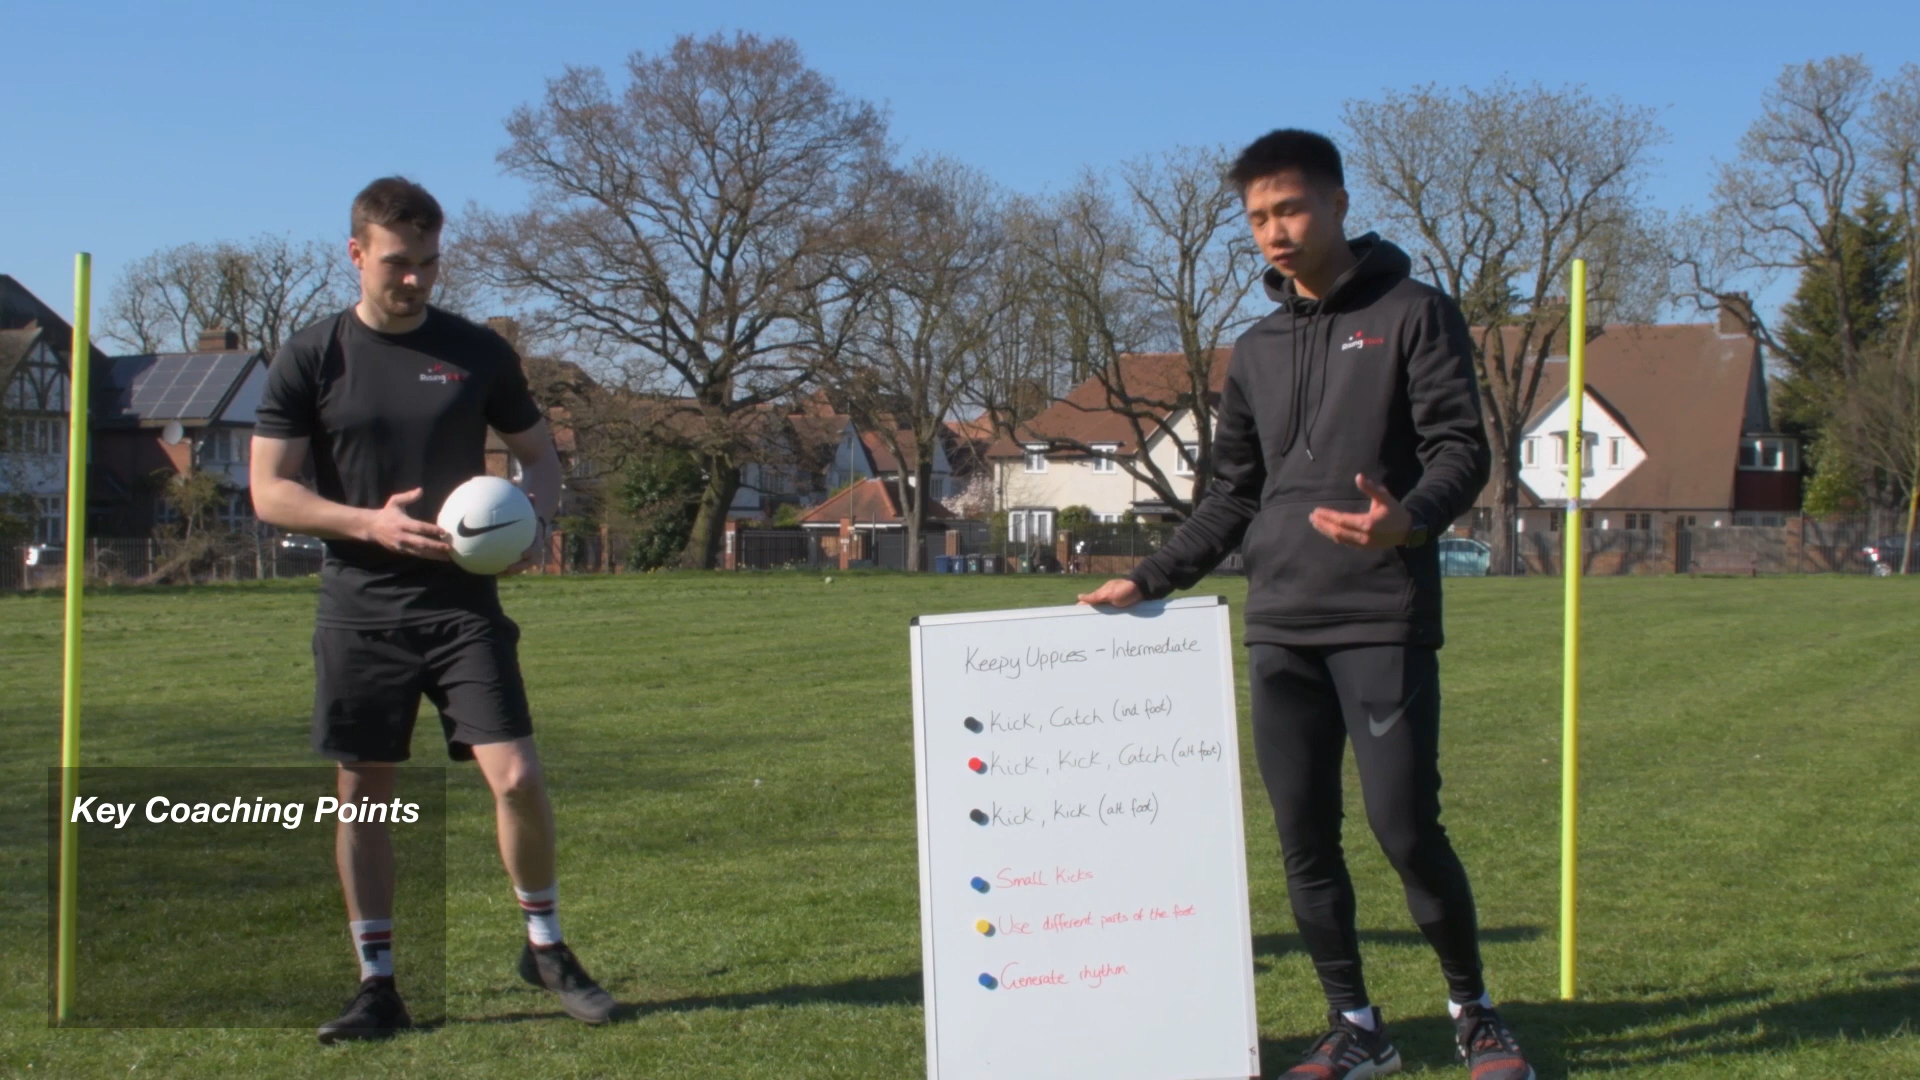 Keepy Uppies - Intermediate
Kick, Catch (ind foot)
Kick, Kick, Catch (alt foot)
Kick, Kick (alt foot)
Small Kicks
Use different parts of the foot
Generate rhythm
Key Coaching Points